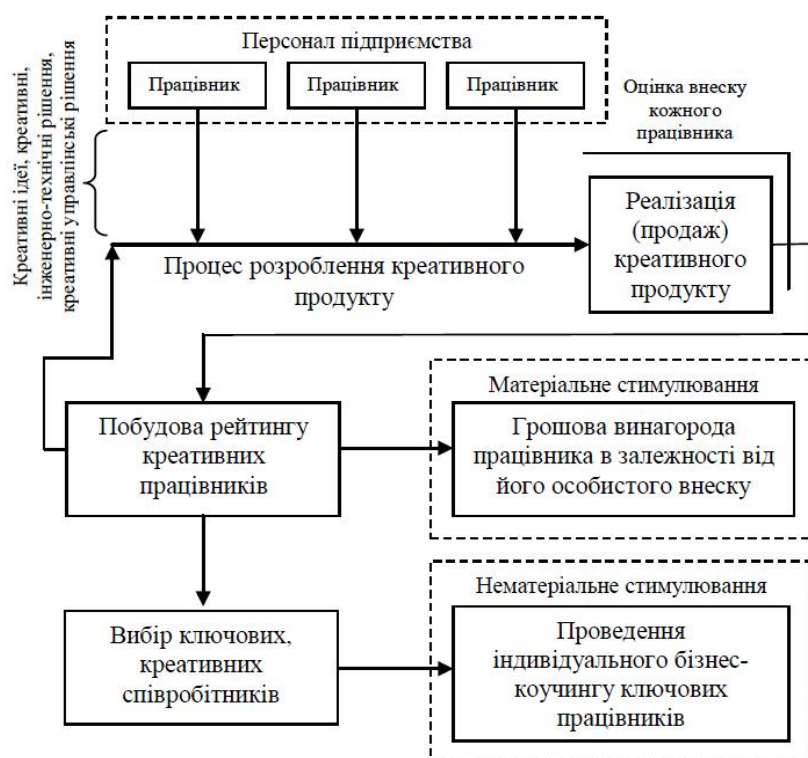 Персонал підприємства
Працівник
Працівник
Працівник
Креативні ідеї, креативні,
інженерно-технічні рішення,
креативні управлінські рішення
Оцінка внеску
кожного
працівника
Реалізація
(продаж)
креативного
продукту
Процес розроблення креативного
продукту
Матеріальне стимулювання
Побудова рейтингу
креативних
працівників
Грошова винагорода
працівника в залежності від
його особистого внеску
Нематеріальне стимулювання
Вибір ключових,
креативних
співробітників
Проведення
індивідуального бізнес-
коучингу ключових
працівників